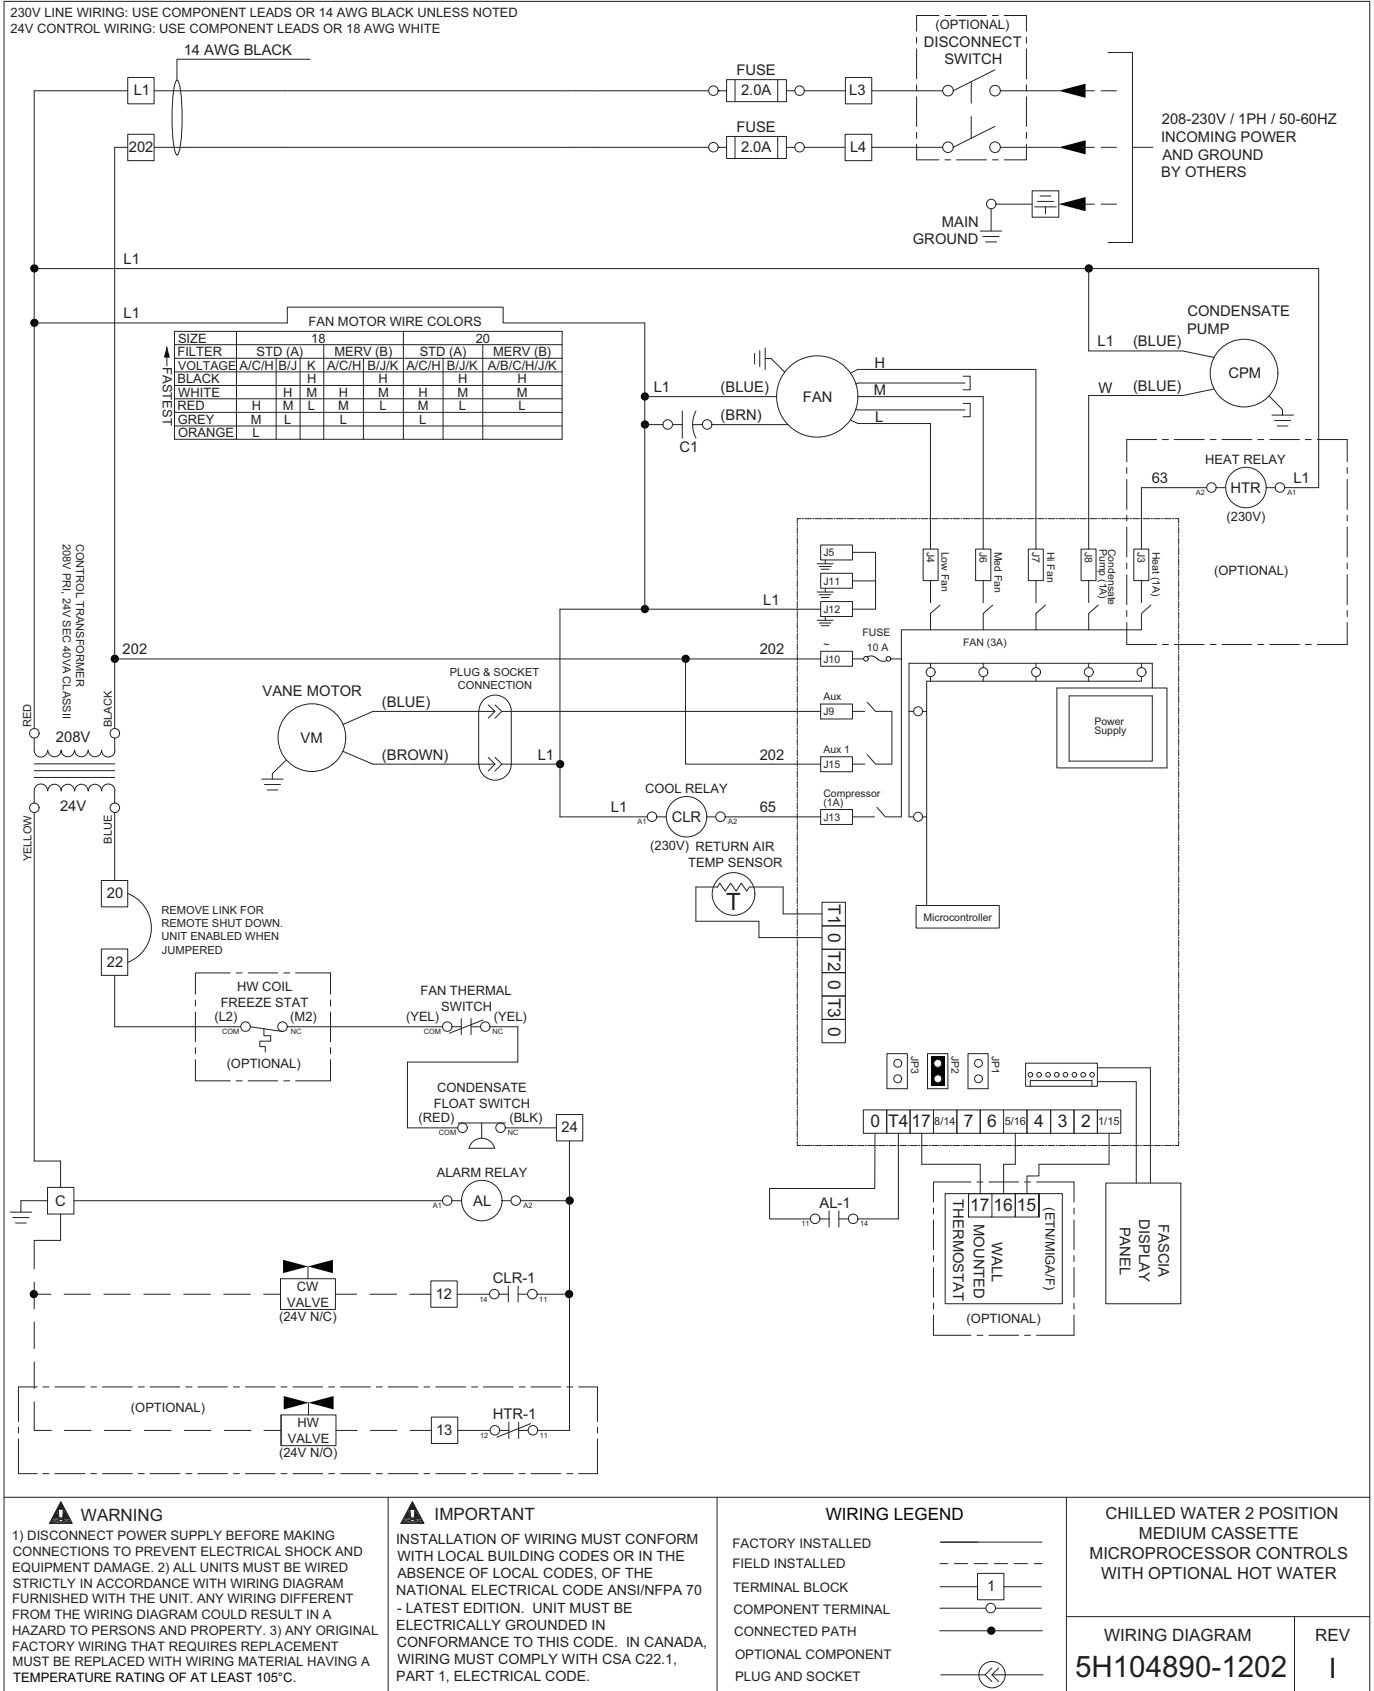 230V LINE WIRING: USE COMPONENT LEADS OR 14 AWG BLACK UNLESS NOTED
24V CONTROL WIRING: USE COMPONENT LEADS OR 18 AWG WHITE
14 AWG BLACK
(OPTIONAL)
DISCONNECT
SWITCH
L1
FUSE
2.0A
L3
202
FUSE
2.0A
L4
208-230V / 1PH / 50-60HZ
INCOMING POWER
AND GROUND
BY OTHERS
MAIN
GROUND
L1
L1
FAN MOTOR WIRE COLORS
SIZE 18 20
FILTER STD (A) MERV (B) STD (A) MERV (B)
VOLTAGE A/C/H B/J K A/C/H B/J/K A/C/H B/J/K A/B/C/H/J/K
BLACK H H H H
WHITE H M H M H M M
RED H M L M L M L L
GREY M L L L
ORANGE L
FASTEST
CONDENSATE
PUMP
L1 (BLUE)
W (BLUE)
CPM
L1 (BLUE)
(BRN)
C1
FAN
H
M
L
HEAT RELAY
63
A2
HTR
A1
L1
(230V)
(OPTIONAL)
J5
J11
L1
J12
J4
Low Fan
J6
Med Fan
J7
Hi Fan
J8
Condensate
Pump (1A)
J3
Heat (1A)
CONTROL TRANSFORMER
208V PRI, 24V SEC 40VA CLASSII
202
202
~
J10
FUSE
10 A
FAN (3A)
PLUG & SOCKET
CONNECTION
VANE MOTOR
VM
(BLUE)
(BROWN)
L1
Aux
J9
202
Aux 1
J15
Power
Supply
RED
BLACK
208V
24V
YELLOW
BLUE
COOL RELAY
L1
A1
CLR
A2
65
(230V)
Compressor
(1A)
J13
RETURN AIR
TEMP SENSOR
T
T1 0 T2 0 T3 0
Microcontroller
20
REMOVE LINK FOR
REMOTE SHUT DOWN.
UNIT ENABLED WHEN
JUMPERED
22
HW COIL
FREEZE STAT
(L2) (M2)
COM NC
(OPTIONAL)
FAN THERMAL
SWITCH
(YEL) (YEL)
COM NC
CONDENSATE
FLOAT SWITCH
(RED) (BLK)
COM NC
24
JP3
JP2
JP1
0 T4 17 8/14 7 6 5/16 4 3 2 1/15
ALARM RELAY
C
A1
AL
A2
AL-1
11 14
17 16 15
WALL
MOUNTED
THERMOSTAT
(ETN/MIGA/F)
(OPTIONAL)
FASCIA
DISPLAY
PANEL
CW
VALVE
(24V N/C)
12
CLR-1
14 11
(OPTIONAL)
HW
VALVE
(24V N/O)
13
HTR-1
12 11
WARNING
1) DISCONNECT POWER SUPPLY BEFORE MAKING
CONNECTIONS TO PREVENT ELECTRICAL SHOCK AND
EQUIPMENT DAMAGE. 2) ALL UNITS MUST BE WIRED
STRICTLY IN ACCORDANCE WITH WIRING DIAGRAM
FURNISHED WITH THE UNIT. ANY WIRING DIFFERENT
FROM THE WIRING DIAGRAM COULD RESULT IN A
HAZARD TO PERSONS AND PROPERTY. 3) ANY ORIGINAL
FACTORY WIRING THAT REQUIRES REPLACEMENT
MUST BE REPLACED WITH WIRING MATERIAL HAVING A
TEMPERATURE RATING OF AT LEAST 105°C.
IMPORTANT
INSTALLATION OF WIRING MUST CONFORM
WITH LOCAL BUILDING CODES OR IN THE
ABSENCE OF LOCAL CODES, OF THE
NATIONAL ELECTRICAL CODE ANSI/NFPA 70
- LATEST EDITION. UNIT MUST BE
ELECTRICALLY GROUNDED IN
CONFORMANCE TO THIS CODE. IN CANADA,
WIRING MUST COMPLY WITH CSA C22.1,
PART 1, ELECTRICAL CODE.
WIRING LEGEND
FACTORY INSTALLED
FIELD INSTALLED
TERMINAL BLOCK 1
COMPONENT TERMINAL
CONNECTED PATH
OPTIONAL COMPONENT
PLUG AND SOCKET
CHILLED WATER 2 POSITION
MEDIUM CASSETTE
MICROPROCESSOR CONTROLS
WITH OPTIONAL HOT WATER
WIRING DIAGRAM
5H104890-1202
REV
I